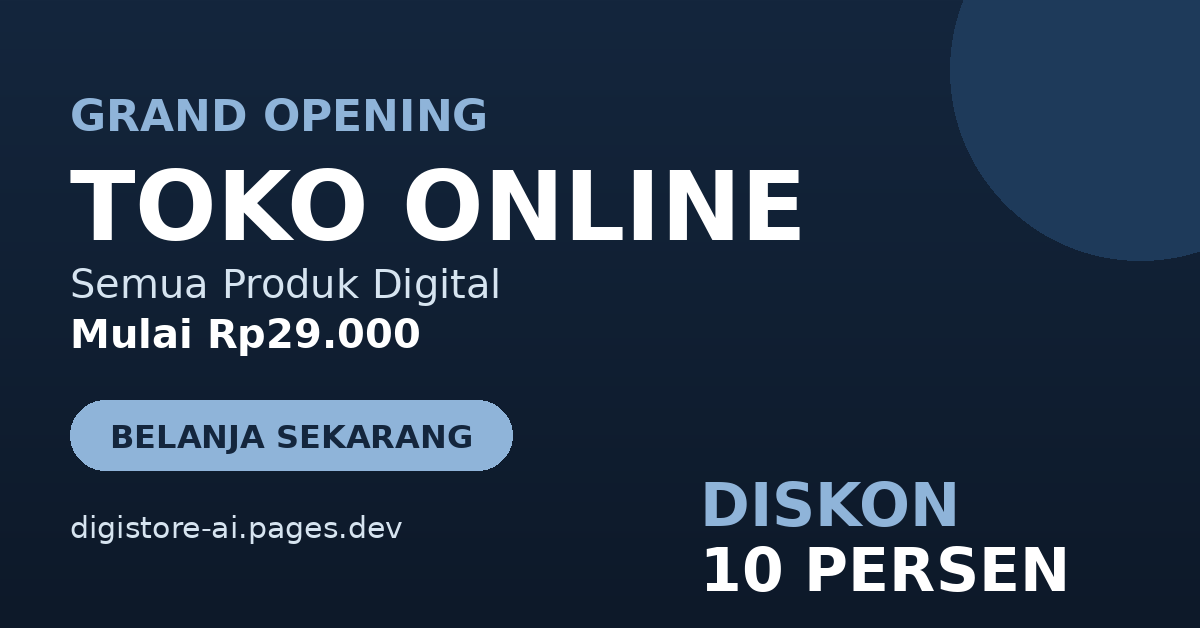 GRAND OPENING
TOKO ONLINE
Semua Produk Digital
Mulai Rp29.000
BELANJA SEKARANG
digistore-ai.pages.dev
DISKON
10 PERSEN